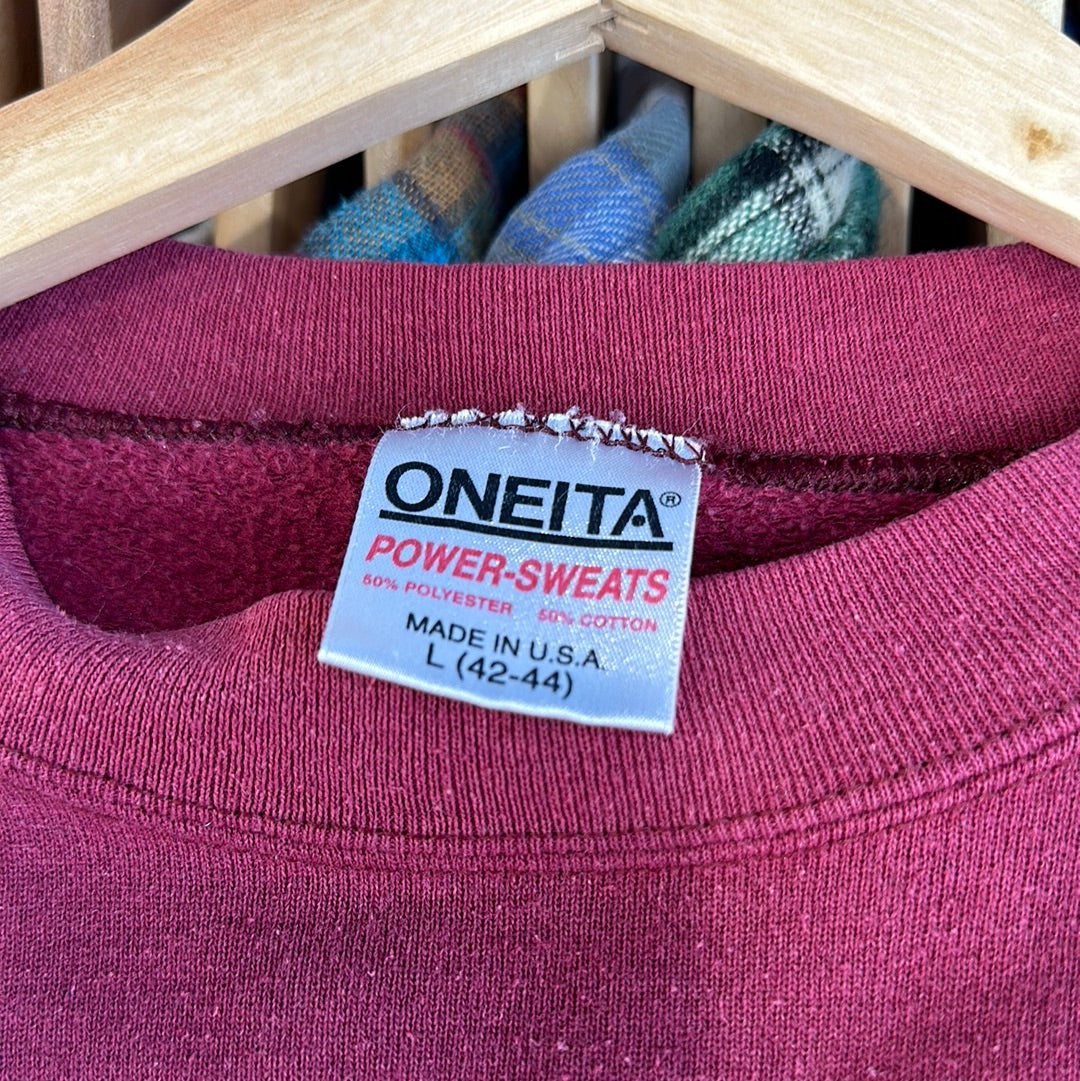 ONEITA®
POWER-SWEATS
50% POLYESTER 50% COTTON
MADE IN U.S.A.
L (42-44)